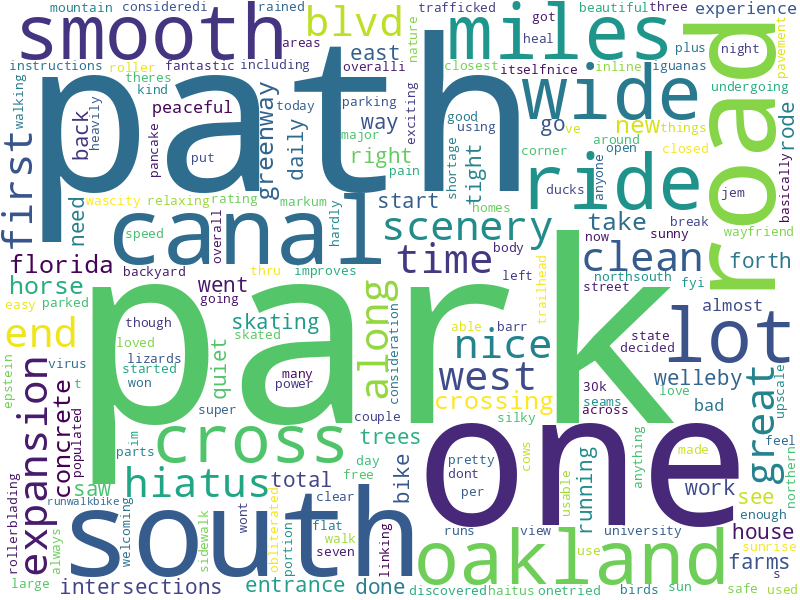 mountain consideredi rained trafficked beautiful three experience
smooth blvd miles got plus night
instructions roller fantastic including areas east overalli heal nature closest itselfnice inline iguanas pavement
walking theres kind peaceful today parking exciting good using wide road undergoing
path back heavily pancake put greenway daily way major shortage go ve new things closed rode
first right pain tight corner around open anyone ride ducks basically jem
need wascity relaxing rating markum start homes
canal speed overall hardly scenery take break wayfriend
florida backyard thru improves time body now sunny clean forth
horse went going along left trailhead northsouth fyi
easy parked street almost
though skating skated consideration able barr state decided lot
epstein virus loved lizards quiet park nice
expansion t started many west seams love welleby
won power 30k across upscale
concrete super couple crossing silky bad great
populated im cross trees one
parts day cows pretty anything made feel northern
hiatus total free bike dont usable running see
rollerblading saw clear per work enough
runwalkbike obliterated seven
always welcoming sidewalk wont flat linking south runs view university house
portion walk oakland use sunrise
large intersections entrance done farms s
discovered haitus onetried birds sun safe used
end